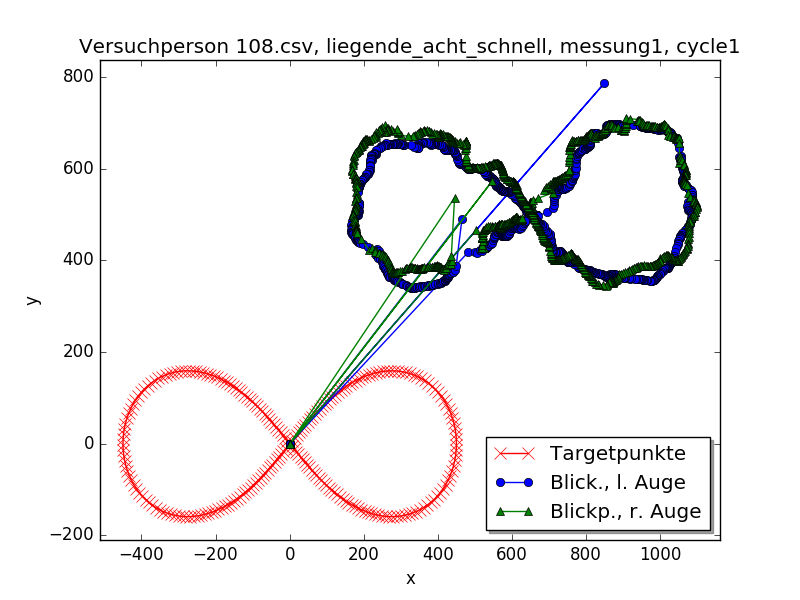 Versuchperson 108.csv, liegende_acht_schnell, messung1, cycle1
800
600
400
200
0
−200
y
−400
−200
0
200
400
600
800
1000
x
Targetpunkte
Blick., l. Auge
Blickp., r. Auge